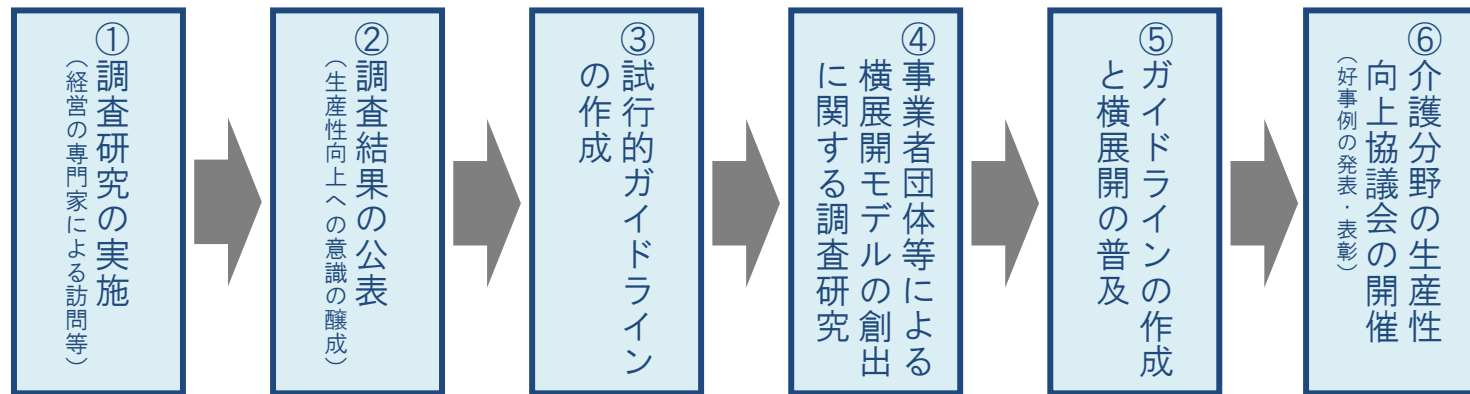 ①調査研究の実施
（経営の専門家による訪問等）
②調査結果の公表
（生産性向上への意識の醸成）
③試行的ガイドライン
の作成
④事業者団体等による
横展開モデルの創出
に関する調査研究
⑤ガイドラインの作成
と横展開の普及
⑥介護分野の生産性
向上協議会の開催
（好事例の発表・表彰）